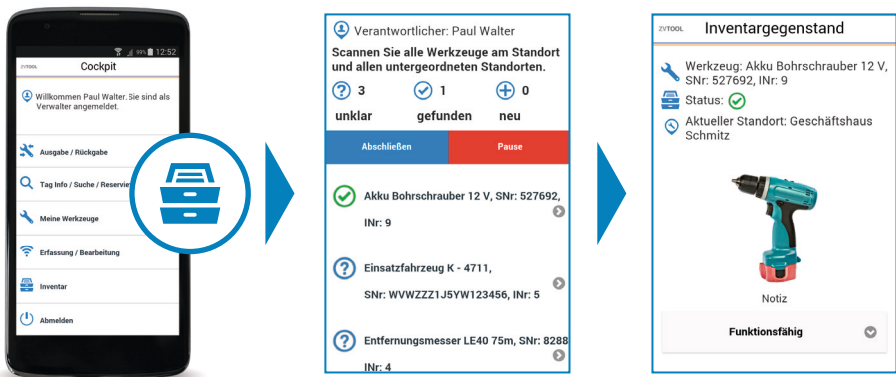 99% 12:52
ZVTOOL
Cockpit
Willkommen Paul Walter. Sie sind als
Verwalter angemeldet.
Ausgabe / Rückgabe
Tag Info / Suche /
Meine Werkzeuge
Erfassung / Bearbeitung
Inventar
Abmelden
Verantwortlicher: Paul Walter
Scannen Sie alle Werkzeuge am Standort
und allen untergeordneten Standorten.
3 1 0
unklar gefunden neu
Abschließen Pause
Akku Bohrschrauber 12 V, SNr: 527692,
INr: 9
Einsatzfahrzeug K - 4711,
SNr: WVWZZZ1J5YW123456, INr: 5
Entfernungsmesser LE40 75m, SNr: 8288
INr: 4
ZVTOOL
Inventargegenstand
Werkzeug: Akku Bohrschrauber 12 V,
SNr: 527692, INr: 9
Status:
Aktueller Standort: Geschäftshaus
Schmitz
Notiz
Funktionsfähig